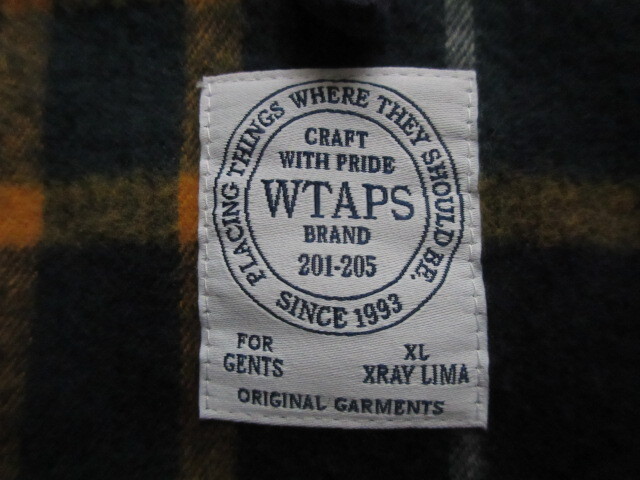 PLACING THINGS WHERE THEY SHOULD BE.
CRAFT
WITH PRIDE
WTAPS
BRAND
201-205
SINCE 1993
FOR
GENTS
XL
XRAY LIMA
ORIGINAL GARMENTS